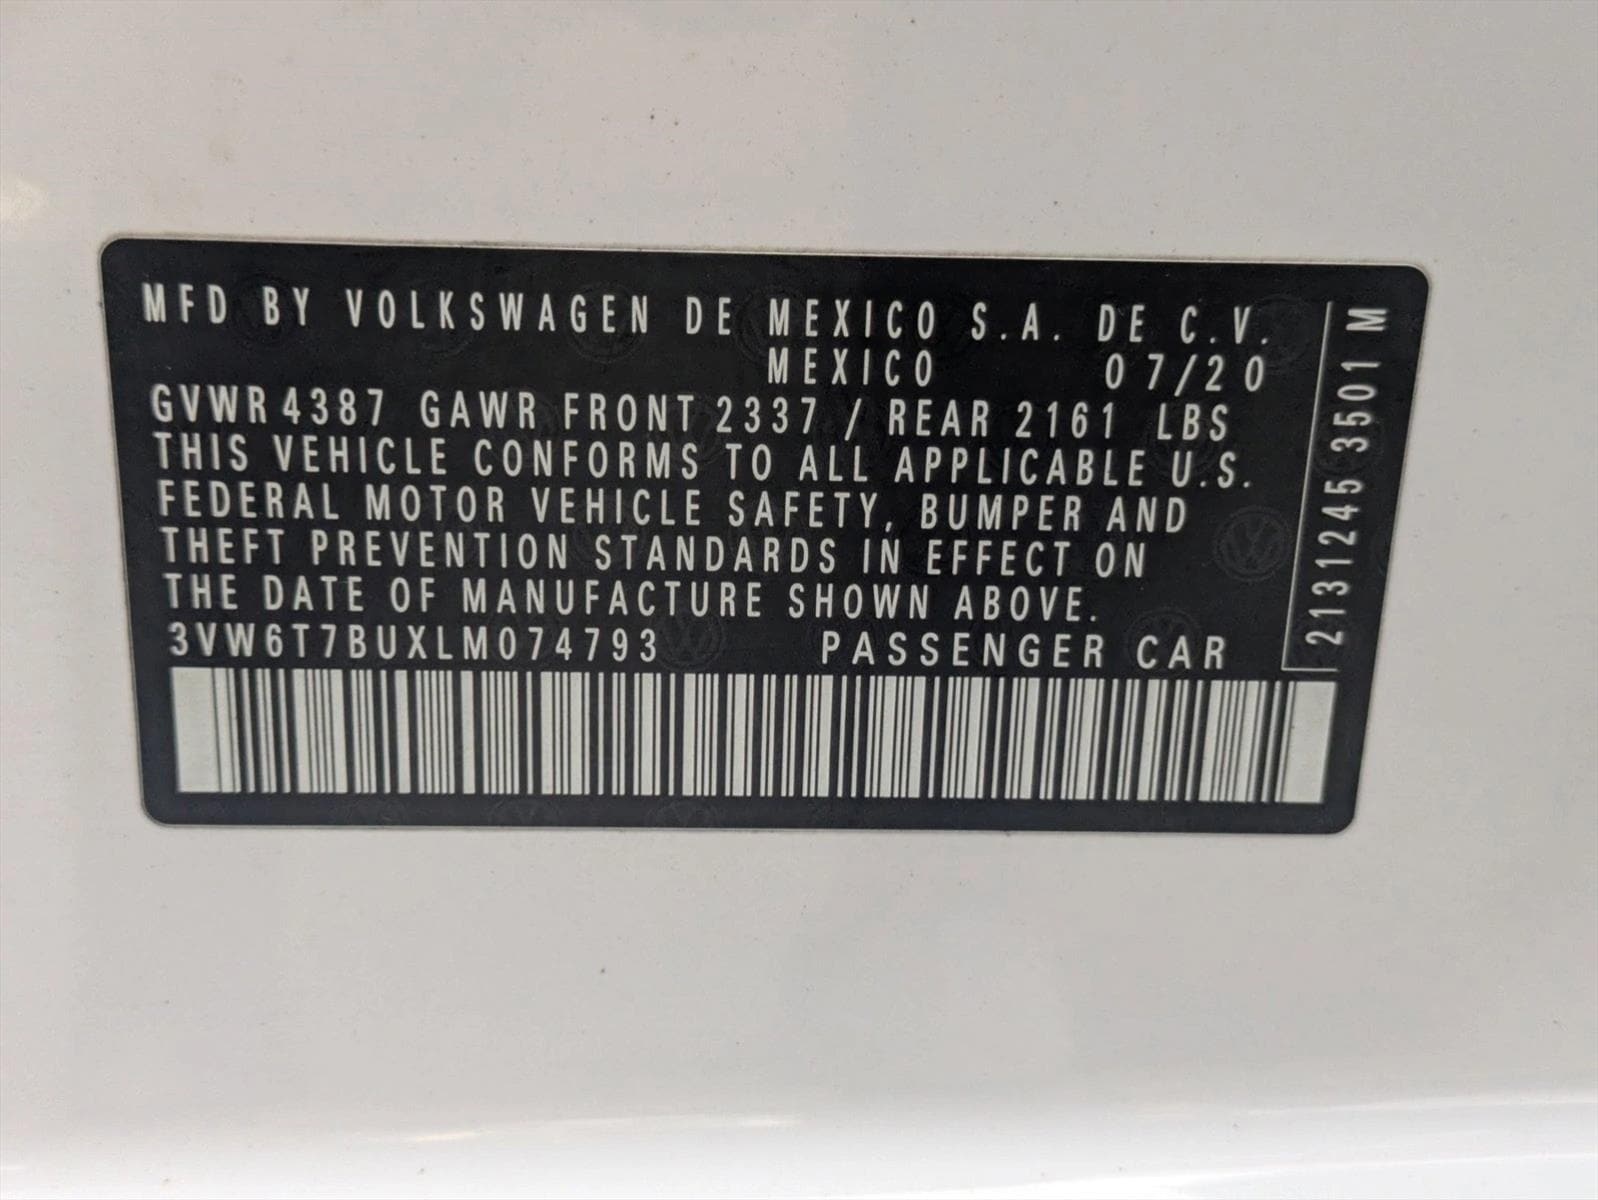 MFD BY VOLKSWAGEN DE MEXICO S.A. DE C.V.
MEXICO 07/20
GVWR 4387 GAWR FRONT 2337 / REAR 2161 LBS
THIS VEHICLE CONFORMS TO ALL APPLICABLE U.S.
FEDERAL MOTOR VEHICLE SAFETY, BUMPER AND
THEFT PREVENTION STANDARDS IN EFFECT ON
THE DATE OF MANUFACTURE SHOWN ABOVE.
3VW6T7BUXLM074793 PASSENGER CAR
2131245 3501 M